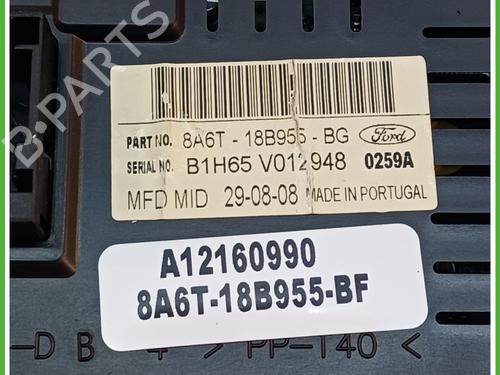 B-PARTS
PART NO. 8A6T - 18B955 - BG Ford
SERIAL NO. B1H65 V012948 0259A
MFD MID 29-08-08 MADE IN PORTUGAL
A12160990
8A6T-18B955-BF
-D B 4 > PP-T40 <